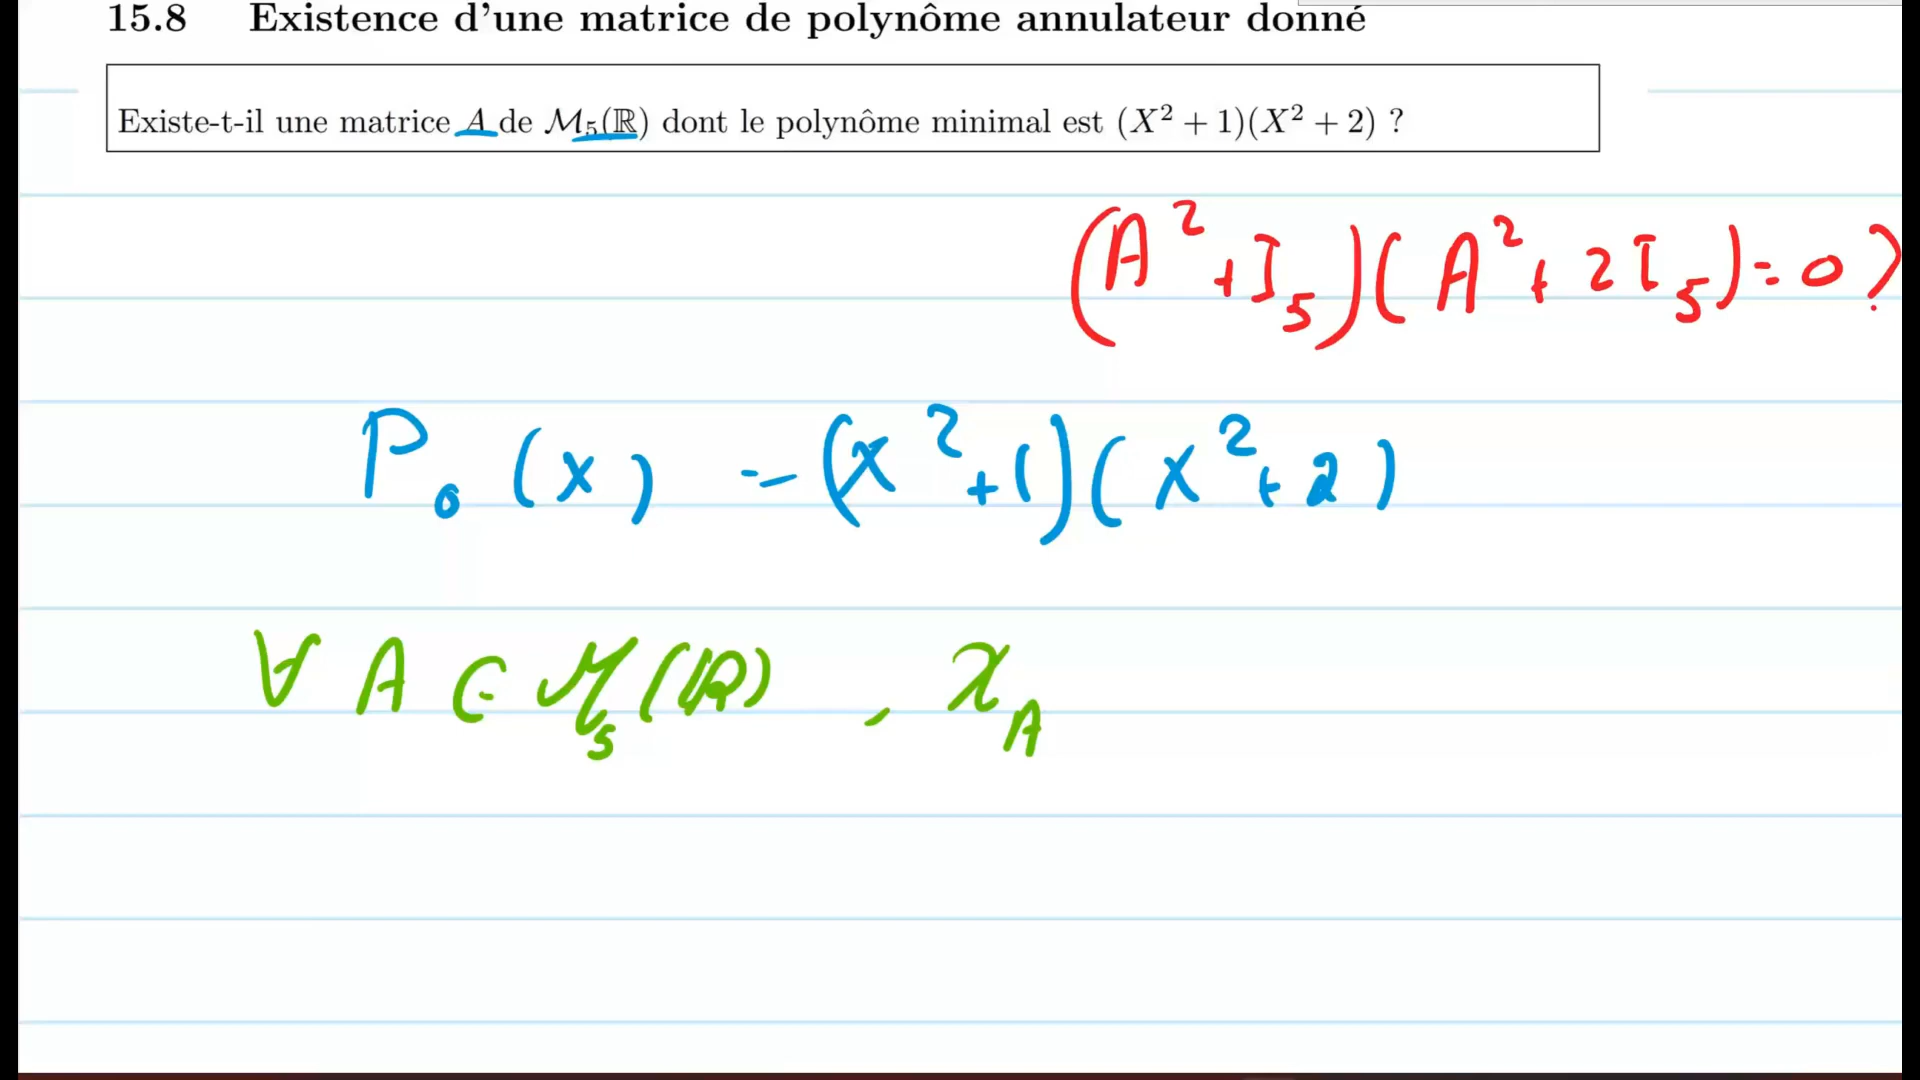 15.8 Existence d'une matrice de polynôme annulateur donné
Existe-t-il une matrice A de M₅(ℝ) dont le polynôme minimal est (X² + 1)(X² + 2) ?
(A² + I₅)(A² + 2I₅) = 0 ?
P₀(X) = (X² + 1)(X² + 2)
∀ A ∈ M₅(ℝ) , χ_A